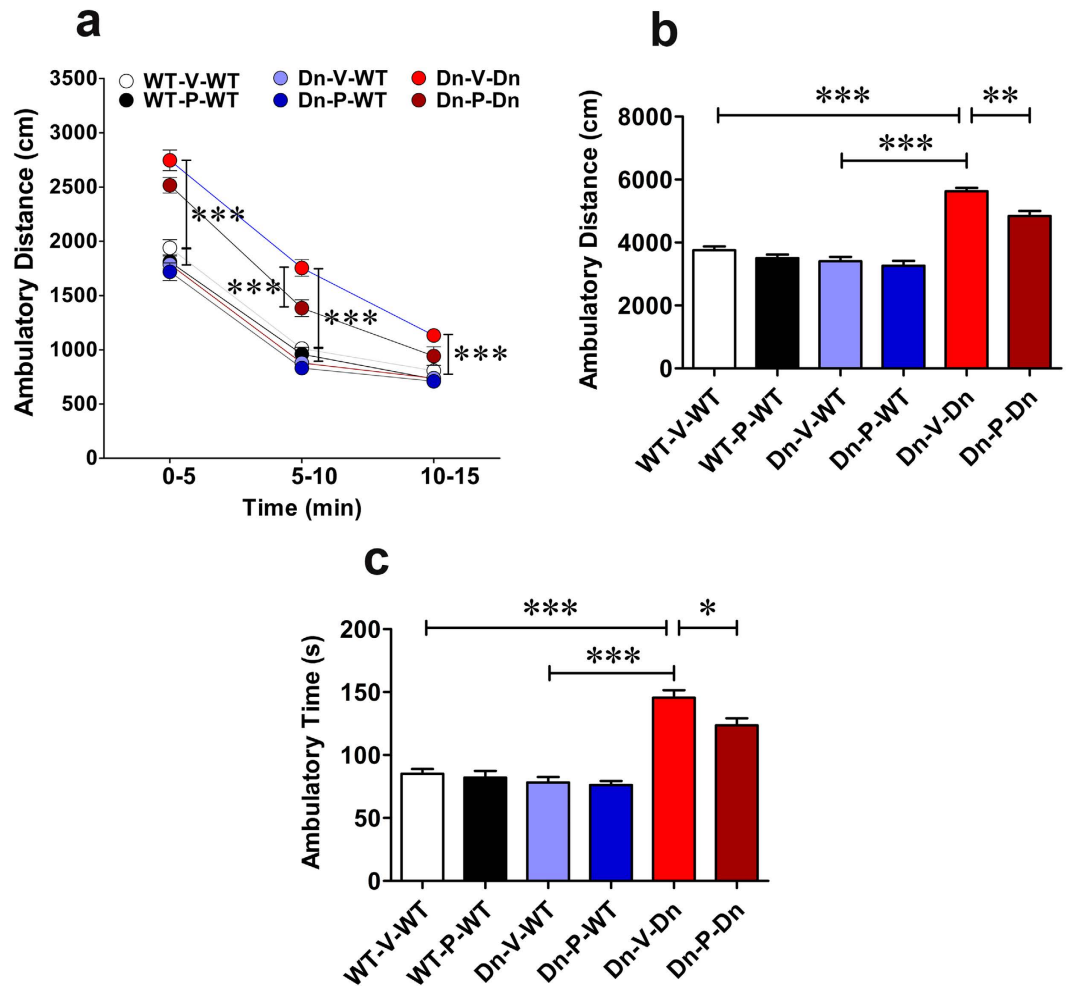 a
3500
3000
2500
2000
1500
1000
500
0
WT-V-WT
Dn-V-WT
Dn-V-Dn
WT-P-WT
Dn-P-WT
Dn-P-Dn
***
***
***
***
0-5
5-10
10-15
Time (min)
Ambulatory Distance (cm)
b
***
**
***
8000
6000
4000
2000
0
Ambulatory Distance (cm)
WT-V-WT
WT-P-WT
Dn-V-WT
Dn-P-WT
Dn-V-Dn
Dn-P-Dn
c
***
*
***
200
150
100
50
0
Ambulatory Time (s)
WT-V-WT
WT-P-WT
Dn-V-WT
Dn-P-WT
Dn-V-Dn
Dn-P-Dn